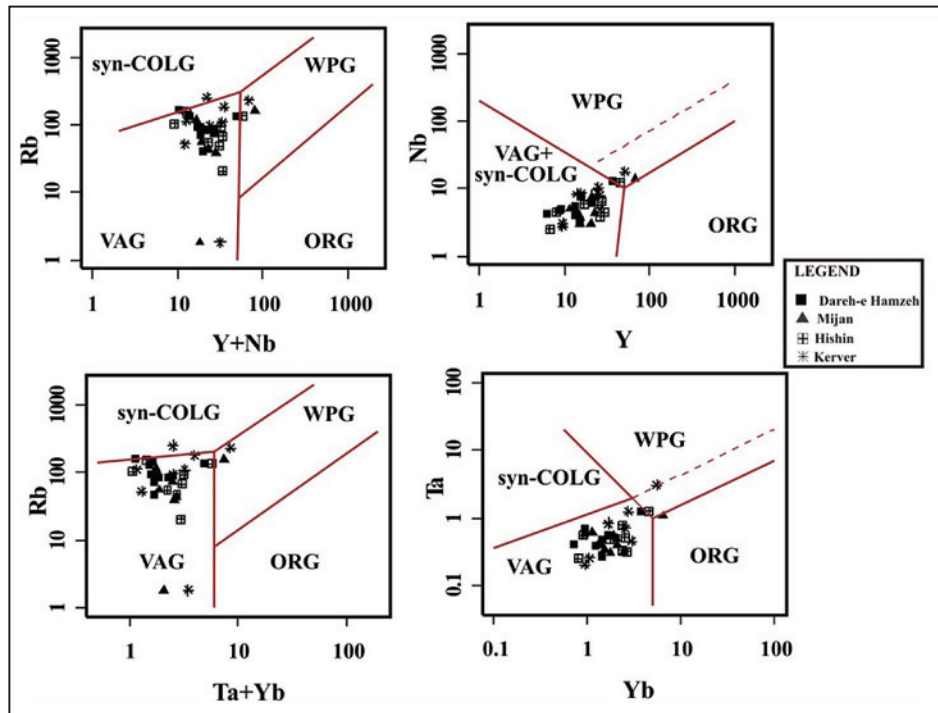 1000
syn-COLG
WPG
Rb
100
10
VAG
ORG
1
1
10
100
1000
Y+Nb
1000
WPG
Nb
100
VAG+
syn-COLG
10
ORG
1
1
10
100
1000
Y
LEGEND
Dareh-e Hamzeh
Mijan
Hishin
Kerver
1000
syn-COLG
WPG
Rb
100
10
VAG
ORG
1
1
10
100
Ta+Yb
100
WPG
Ta
10
syn-COLG
1
VAG
ORG
0.1
0.1
1
10
100
Yb